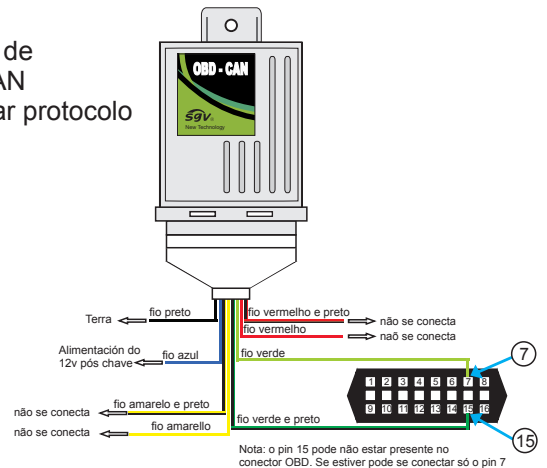 de
AN
ar protocolo
OBD - CAN
sgv®
New Technology
fio preto
Terra
fio vermelho e preto
não se conecta
fio vermelho
naõ se conecta
Alimentación do
12v pós chave
fio azul
fio verde
7
1 2 3 4 5 6 7 8
9 10 11 12 13 14 15 16
fio amarelo e preto
não se conecta
fio amarello
não se conecta
fio verde e preto
15
Nota: o pin 15 pode não estar presente no
conector OBD. Se estiver pode se conectar só o pin 7